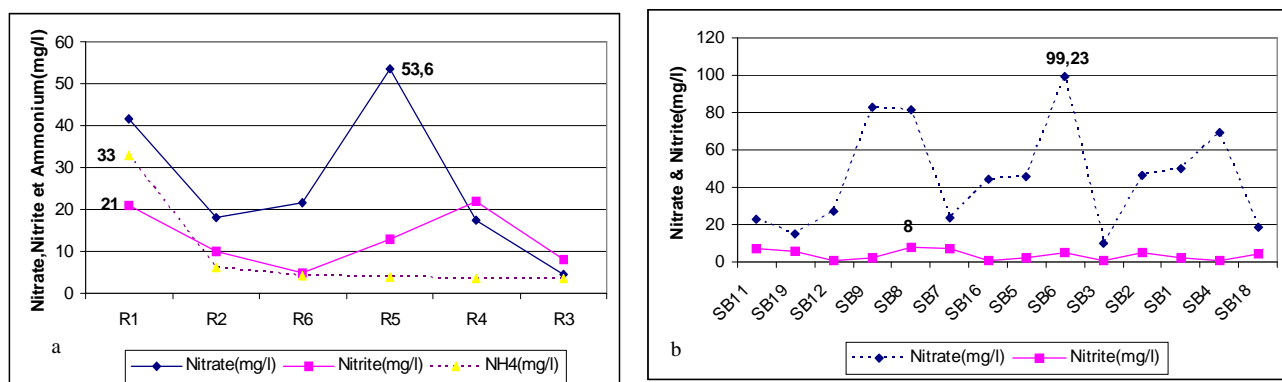 Nitrate,Nitrite et Ammonium(mg/l)
60
50
40
30
20
10
0
53,6
33
21
R1 R2 R6 R5 R4 R3
a
Nitrate(mg/l) Nitrite(mg/l) NH4(mg/l)
Nitrate & Nitrite(mg/l)
120
100
80
60
40
20
0
99,23
8
SB11 SB19 SB12 SB9 SB8 SB7 SB16 SB5 SB6 SB3 SB2 SB1 SB4 SB18
b
Nitrate(mg/l) Nitrite(mg/l)